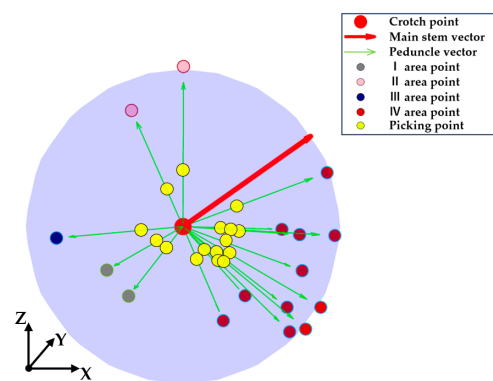 Crotch point
Main stem vector
Peduncle vector
Ⅰ area point
Ⅱ area point
Ⅲ area point
Ⅳ area point
Picking point
Z
Y
X